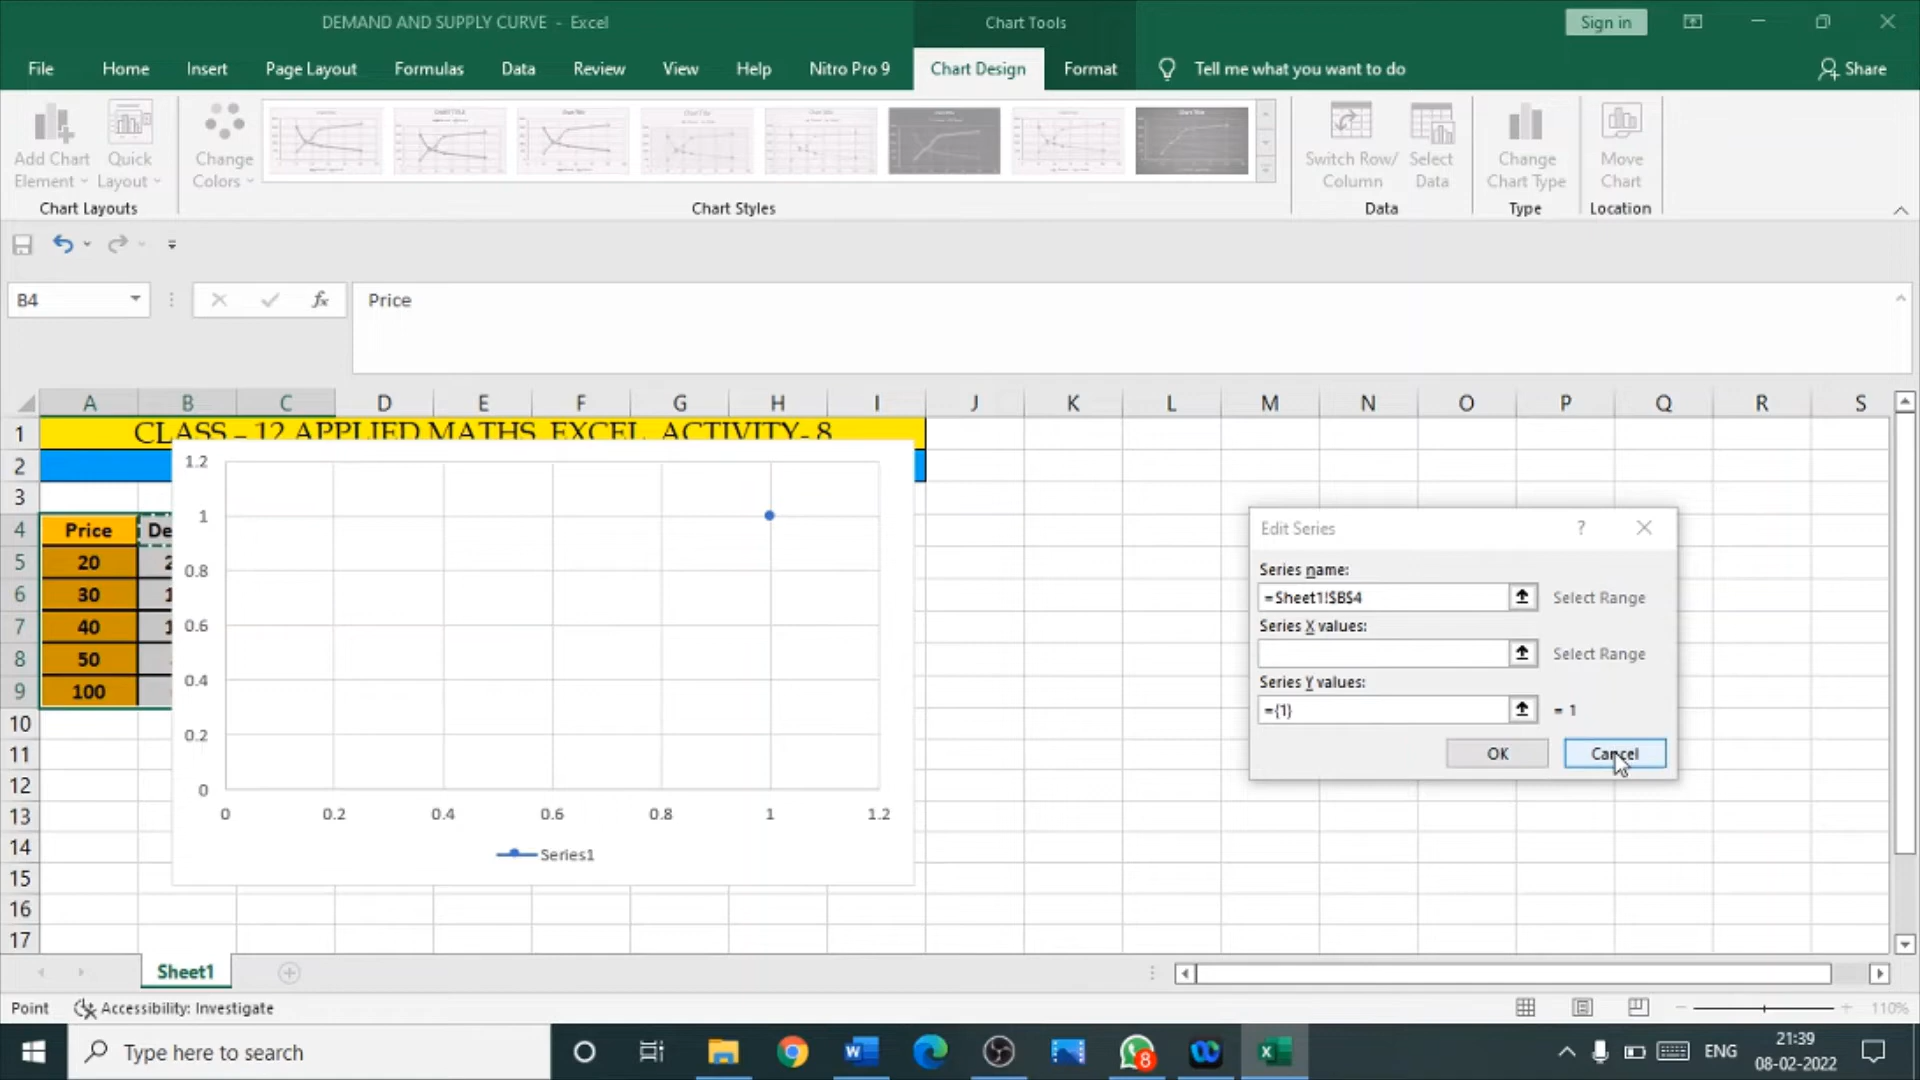 DEMAND AND SUPPLY CURVE - Excel
Chart Tools
Sign in
File Home Insert Page Layout Formulas Data Review View Help Nitro Pro 9 Chart Design Format Tell me what you want to do Share
Add Chart Element
Quick Layout
Change Colors
Switch Row/ Column
Select Data
Change Chart Type
Move Chart
Chart Layouts Chart Styles Data Type Location
B4 fx Price
A B C D E F G H I J K L M N O P Q R S
1 CLASS – 12 APPLIED MATHS EXCEL ACTIVITY- 8
2
3
4 Price De
5 20
6 30 1
7 40 1
8 50
9 100
10
11
12
13
14
15
16
17
1.2
1
0.8
0.6
0.4
0.2
0
0 0.2 0.4 0.6 0.8 1 1.2
Series1
Edit Series ?
Series name:
=Sheet1!$B$4 Select Range
Series X values:
Select Range
Series Y values:
={1} = 1
OK Cancel
Sheet1
Point Accessibility: Investigate 110%
Type here to search
8
ENG
21:39
08-02-2022